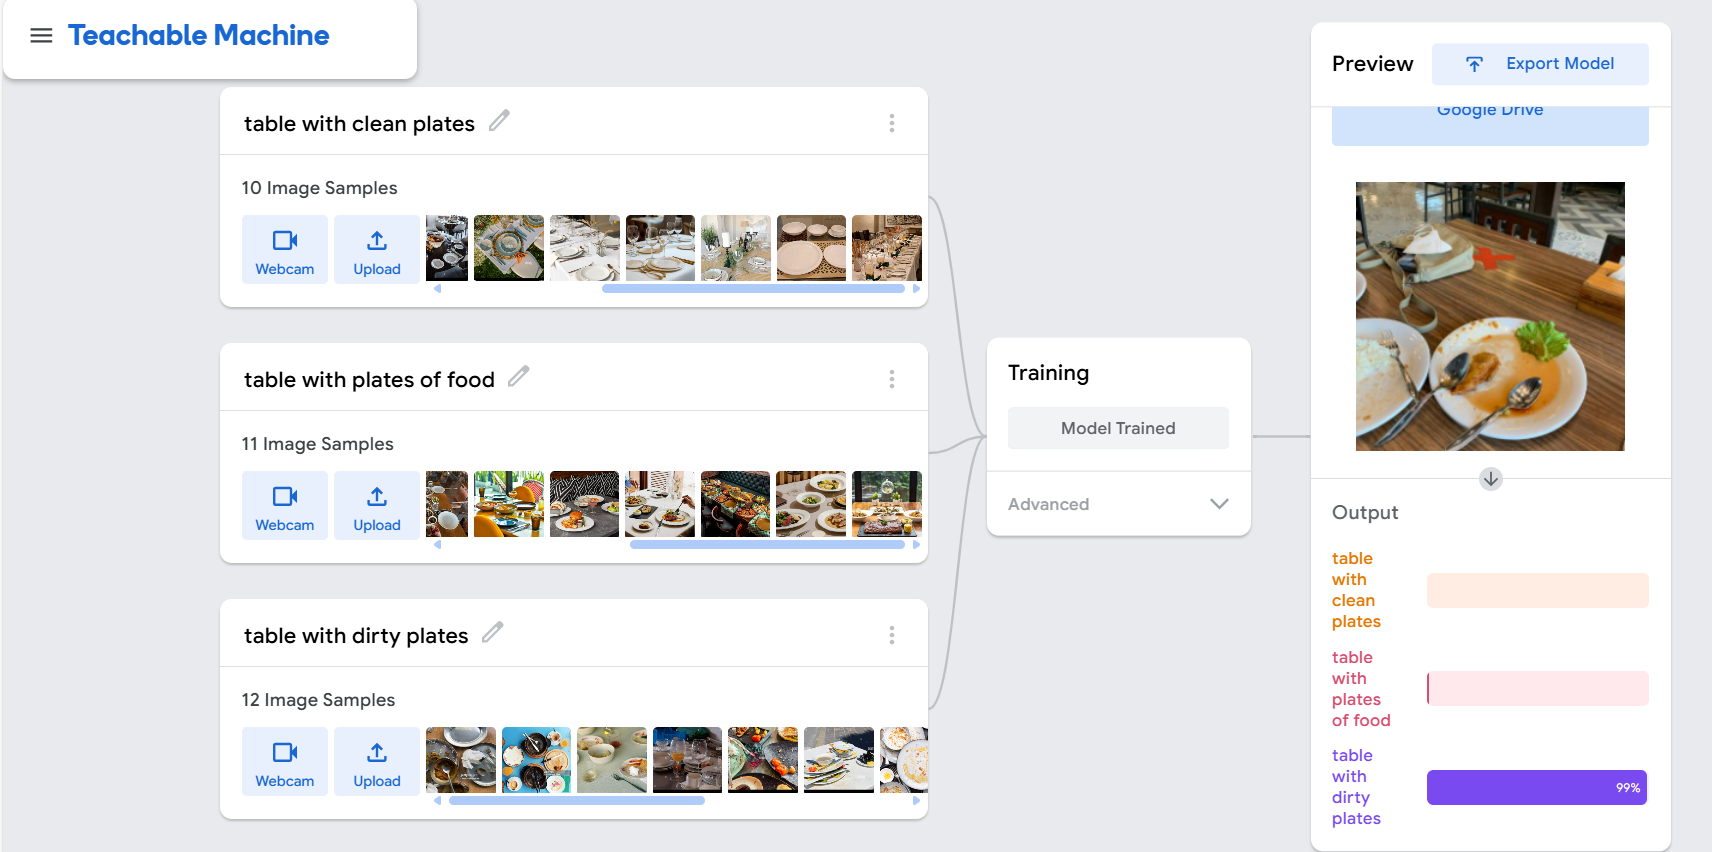 Teachable Machine
table with clean plates
10 Image Samples
Webcam
Upload
table with plates of food
11 Image Samples
Webcam
Upload
table with dirty plates
12 Image Samples
Webcam
Upload
Training
Model Trained
Advanced
Preview
Export Model
Google Drive
Output
table
with
clean
plates
table
with
plates
of food
table
with
dirty
plates
99%